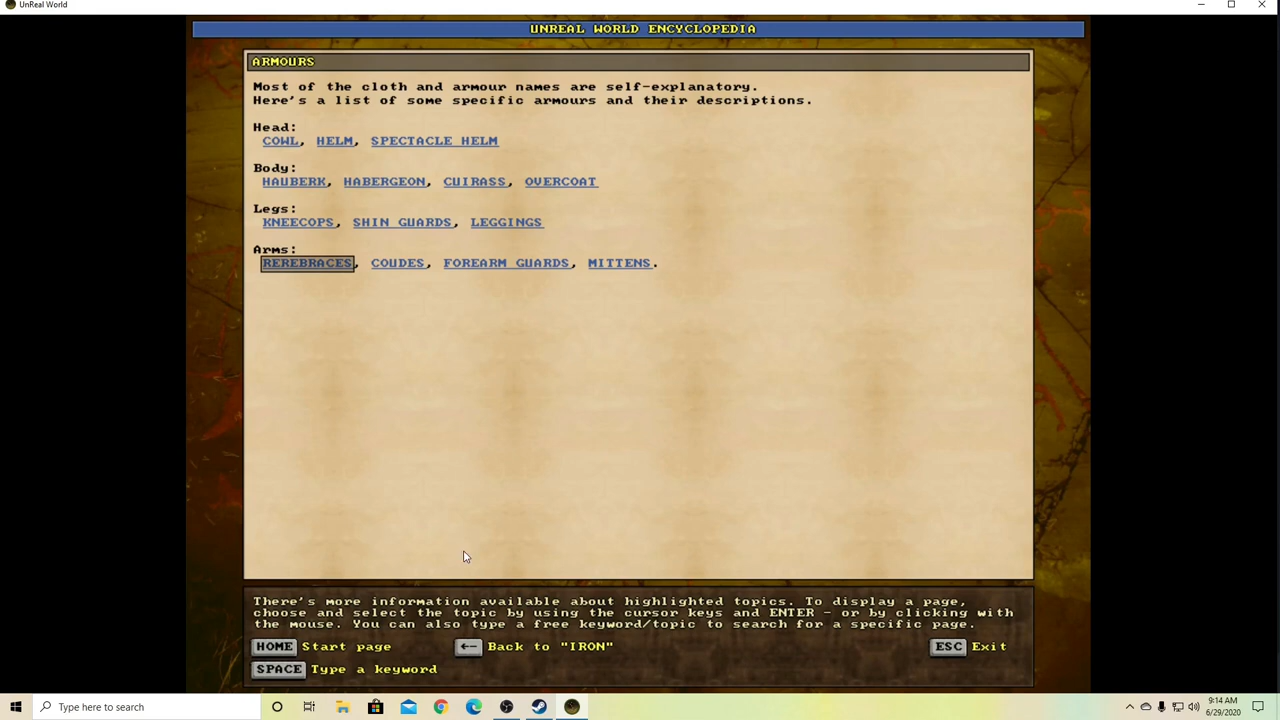 UnReal World
UNREAL WORLD ENCYCLOPEDIA
ARMOURS
Most of the cloth and armour names are self-explanatory.
Here's a list of some specific armours and their descriptions.
Head:
COWL, HELM, SPECTACLE HELM
Body:
HAUBERK, HABERGEON, CUIRASS, OVERCOAT
Legs:
KNEECOPS, SHIN GUARDS, LEGGINGS
Arms:
REREBRACES, COUDES, FOREARM GUARDS, MITTENS.
There's more information available about highlighted topics. To display a page,
choose and select the topic by using the cursor keys and ENTER - or by clicking with
the mouse. You can also type a free keyword/topic to search for a specific page.
HOME Start page ← Back to "IRON" ESC Exit
SPACE Type a keyword
Type here to search
9:14 AM
6/29/2020